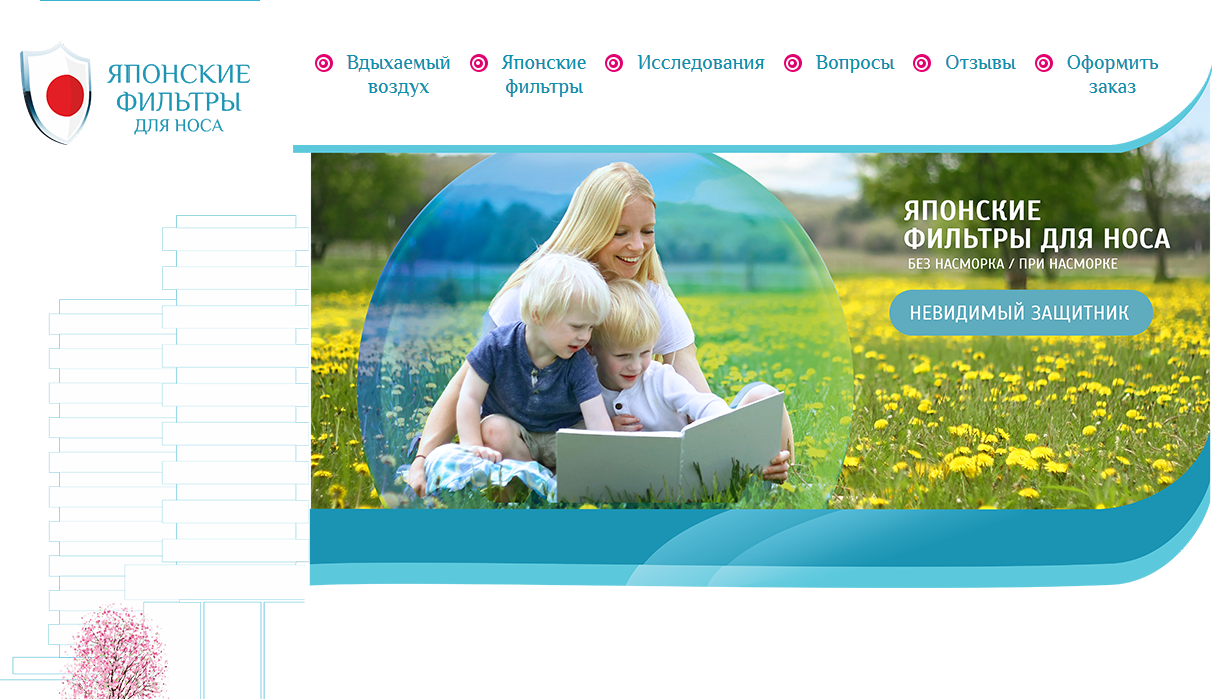 ЯПОНСКИЕ
ФИЛЬТРЫ
ДЛЯ НОСА
Вдыхаемый
воздух
Японские
фильтры
Исследования
Вопросы
Отзывы
Оформить
заказ
ЯПОНСКИЕ
ФИЛЬТРЫ ДЛЯ НОСА
БЕЗ НАСМОРКА / ПРИ НАСМОРКЕ
НЕВИДИМЫЙ ЗАЩИТНИК